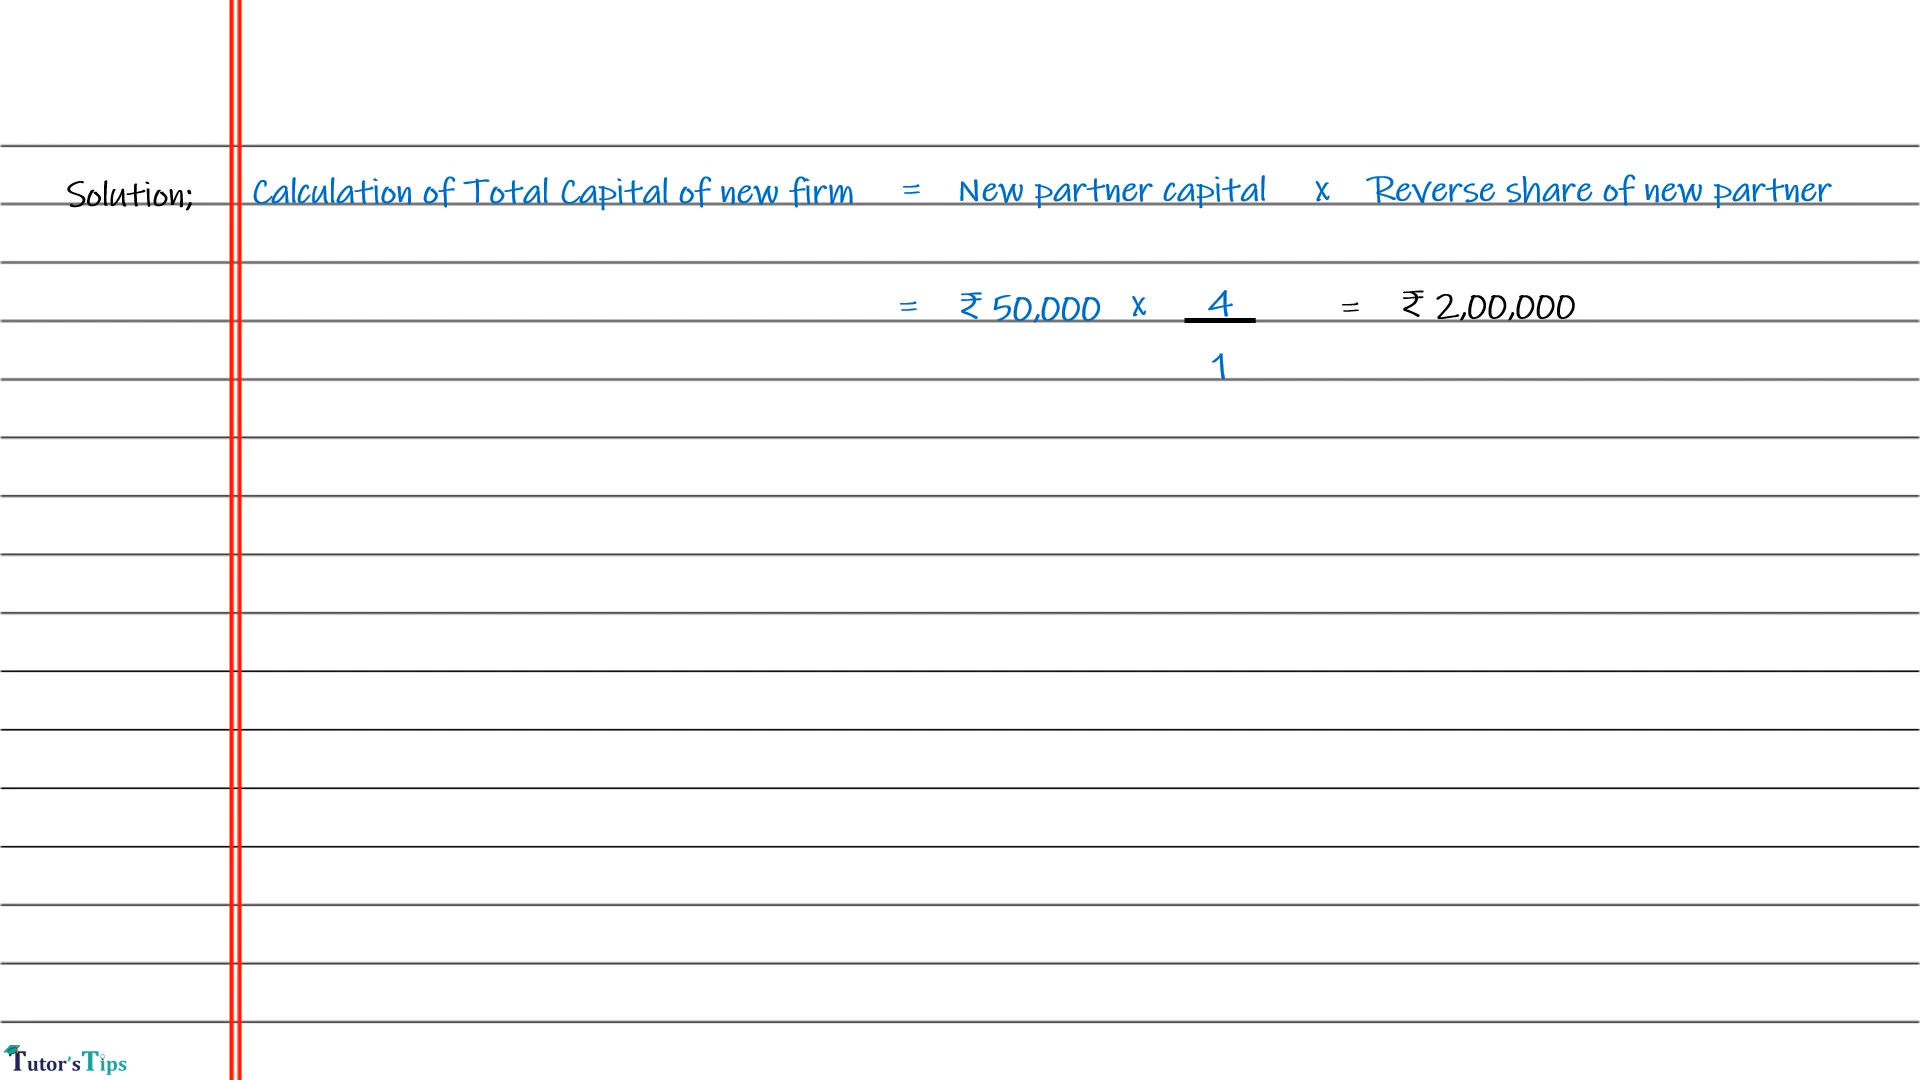 Solution; Calculation of Total Capital of new firm = New partner capital x Reverse share of new partner
= ₹ 50,000 x 4 = ₹ 2,00,000
1
Tutor'sTips